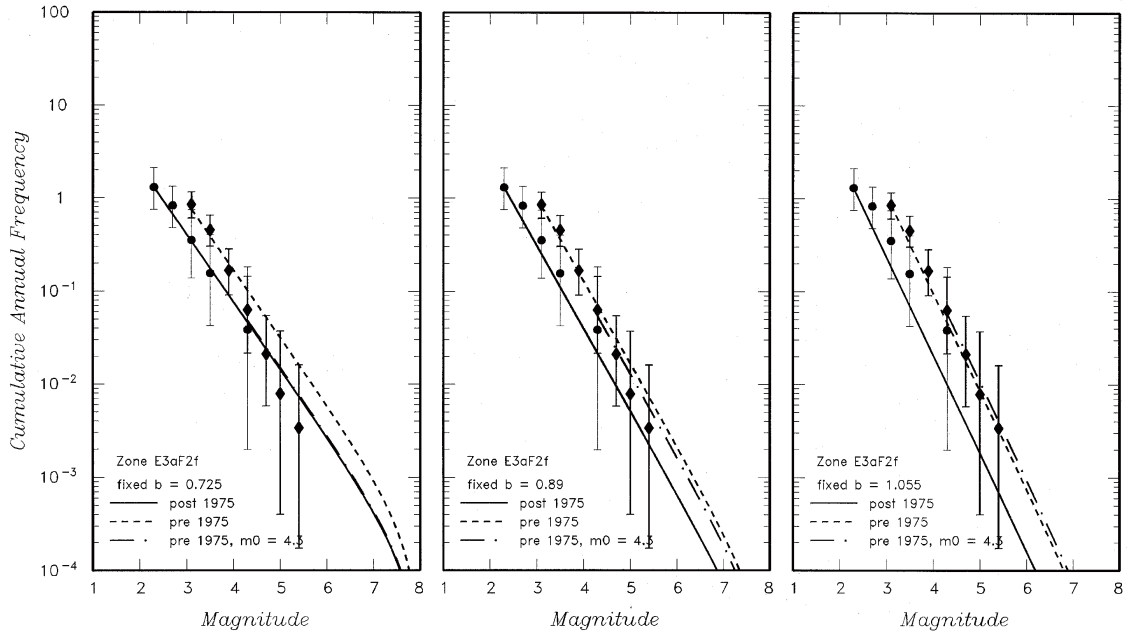 Cumulative Annual Frequency
100
10
1
10⁻¹
10⁻²
10⁻³
10⁻⁴
Zone E3aF2f
fixed b = 0.725
post 1975
pre 1975
pre 1975, m0 = 4.3
1 2 3 4 5 6 7 8
Magnitude
Zone E3aF2f
fixed b = 0.89
post 1975
pre 1975
pre 1975, m0 = 4.3
1 2 3 4 5 6 7 8
Magnitude
Zone E3aF2f
fixed b = 1.055
post 1975
pre 1975
pre 1975, m0 = 4.3
1 2 3 4 5 6 7 8
Magnitude